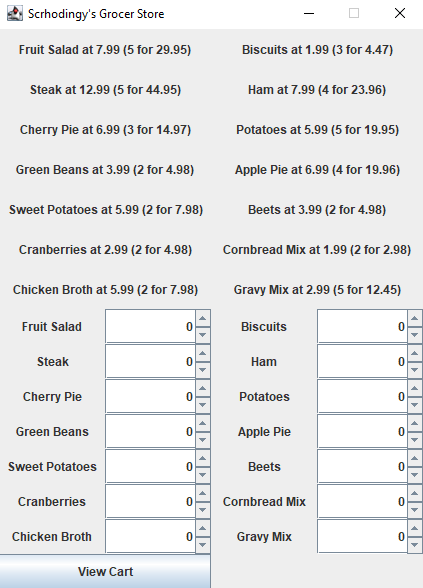 Scrhodingy's Grocer Store
Fruit Salad at 7.99 (5 for 29.95) Biscuits at 1.99 (3 for 4.47)
Steak at 12.99 (5 for 44.95) Ham at 7.99 (4 for 23.96)
Cherry Pie at 6.99 (3 for 14.97) Potatoes at 5.99 (5 for 19.95)
Green Beans at 3.99 (2 for 4.98) Apple Pie at 6.99 (4 for 19.96)
Sweet Potatoes at 5.99 (2 for 7.98) Beets at 3.99 (2 for 4.98)
Cranberries at 2.99 (2 for 4.98) Cornbread Mix at 1.99 (2 for 2.98)
Chicken Broth at 5.99 (2 for 7.98) Gravy Mix at 2.99 (5 for 12.45)
Fruit Salad 0 Biscuits 0
Steak 0 Ham 0
Cherry Pie 0 Potatoes 0
Green Beans 0 Apple Pie 0
Sweet Potatoes 0 Beets 0
Cranberries 0 Cornbread Mix 0
Chicken Broth 0 Gravy Mix 0
View Cart